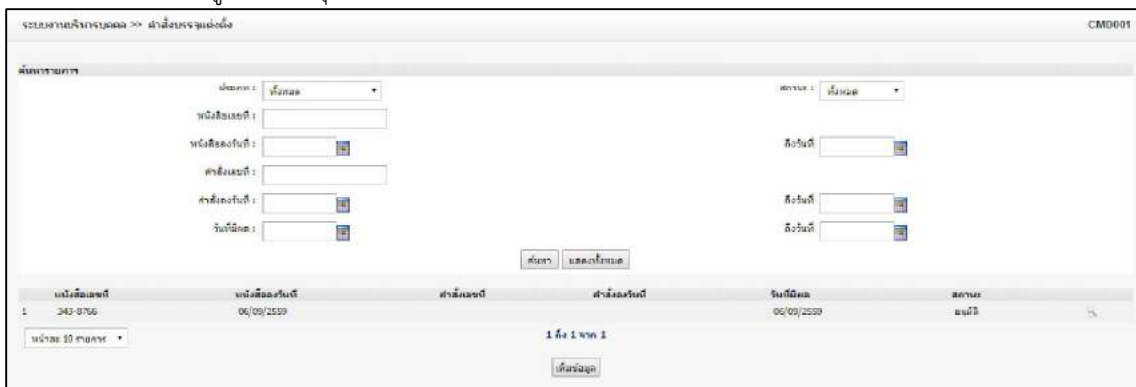 ระบบงานบริหารบุคคล >> คำสั่งบรรจุแต่งตั้ง CMD001
ค้นหารายการ
ประเภท : ทั้งหมด สถานะ : ทั้งหมด
หนังสือเลขที่ :
หนังสือลงวันที่ : ถึงวันที่
คำสั่งเลขที่ :
คำสั่งลงวันที่ : ถึงวันที่
วันที่มีผล : ถึงวันที่
ค้นหา แสดงทั้งหมด
หนังสือเลขที่ หนังสือลงวันที่ คำสั่งเลขที่ คำสั่งลงวันที่ วันที่มีผล สถานะ
1 343-8766 06/09/2559 06/09/2559 อนุมัติ
หน้าละ 10 รายการ 1 ถึง 1 จาก 1
เพิ่มข้อมูล